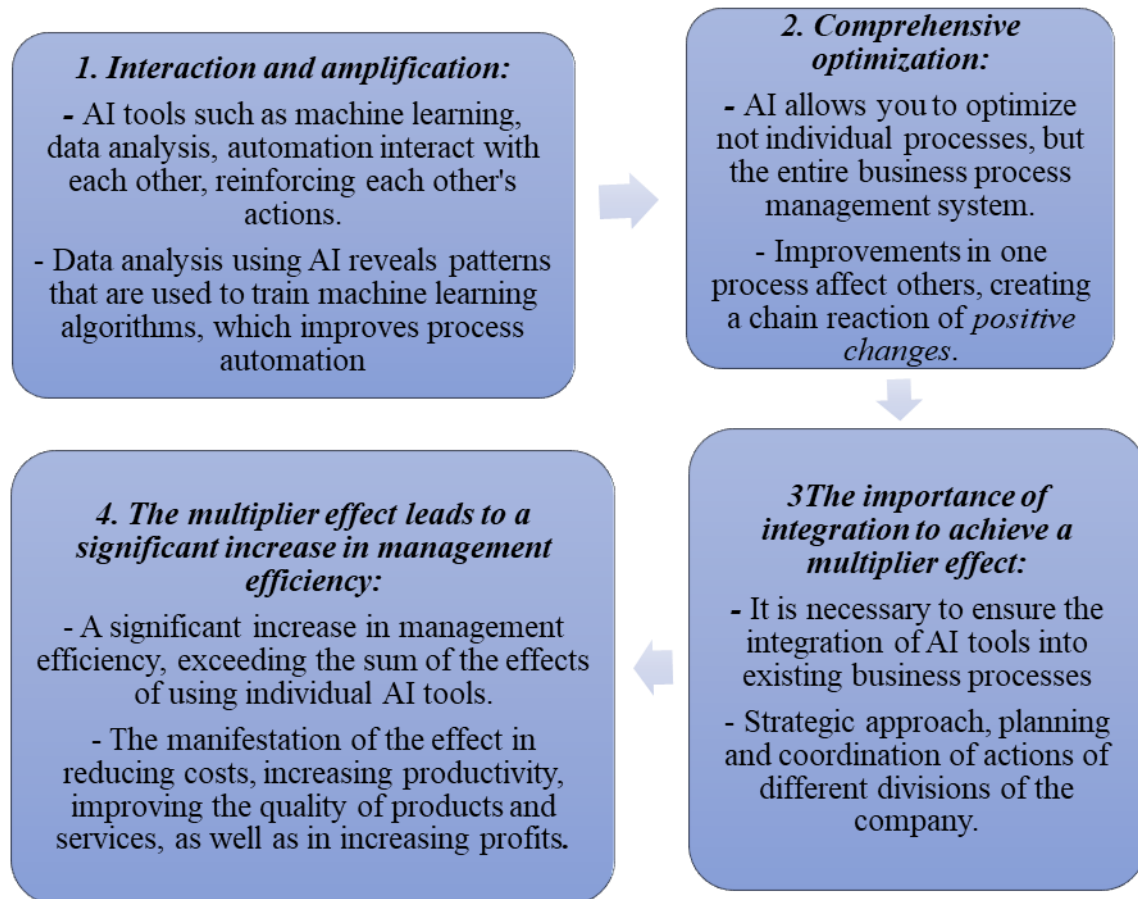 1. Interaction and amplification:
- AI tools such as machine learning,
data analysis, automation interact with
each other, reinforcing each other's
actions.
- Data analysis using AI reveals patterns
that are used to train machine learning
algorithms, which improves process
automation
2. Comprehensive
optimization:
- AI allows you to optimize
not individual processes, but
the entire business process
management system.
- Improvements in one
process affect others, creating
a chain reaction of positive
changes.
3The importance of
integration to achieve a
multiplier effect:
- It is necessary to ensure the
integration of AI tools into
existing business processes
- Strategic approach, planning
and coordination of actions of
different divisions of the
company.
4. The multiplier effect leads to a
significant increase in management
efficiency:
- A significant increase in management
efficiency, exceeding the sum of the effects
of using individual AI tools.
- The manifestation of the effect in
reducing costs, increasing productivity,
improving the quality of products and
services, as well as in increasing profits.